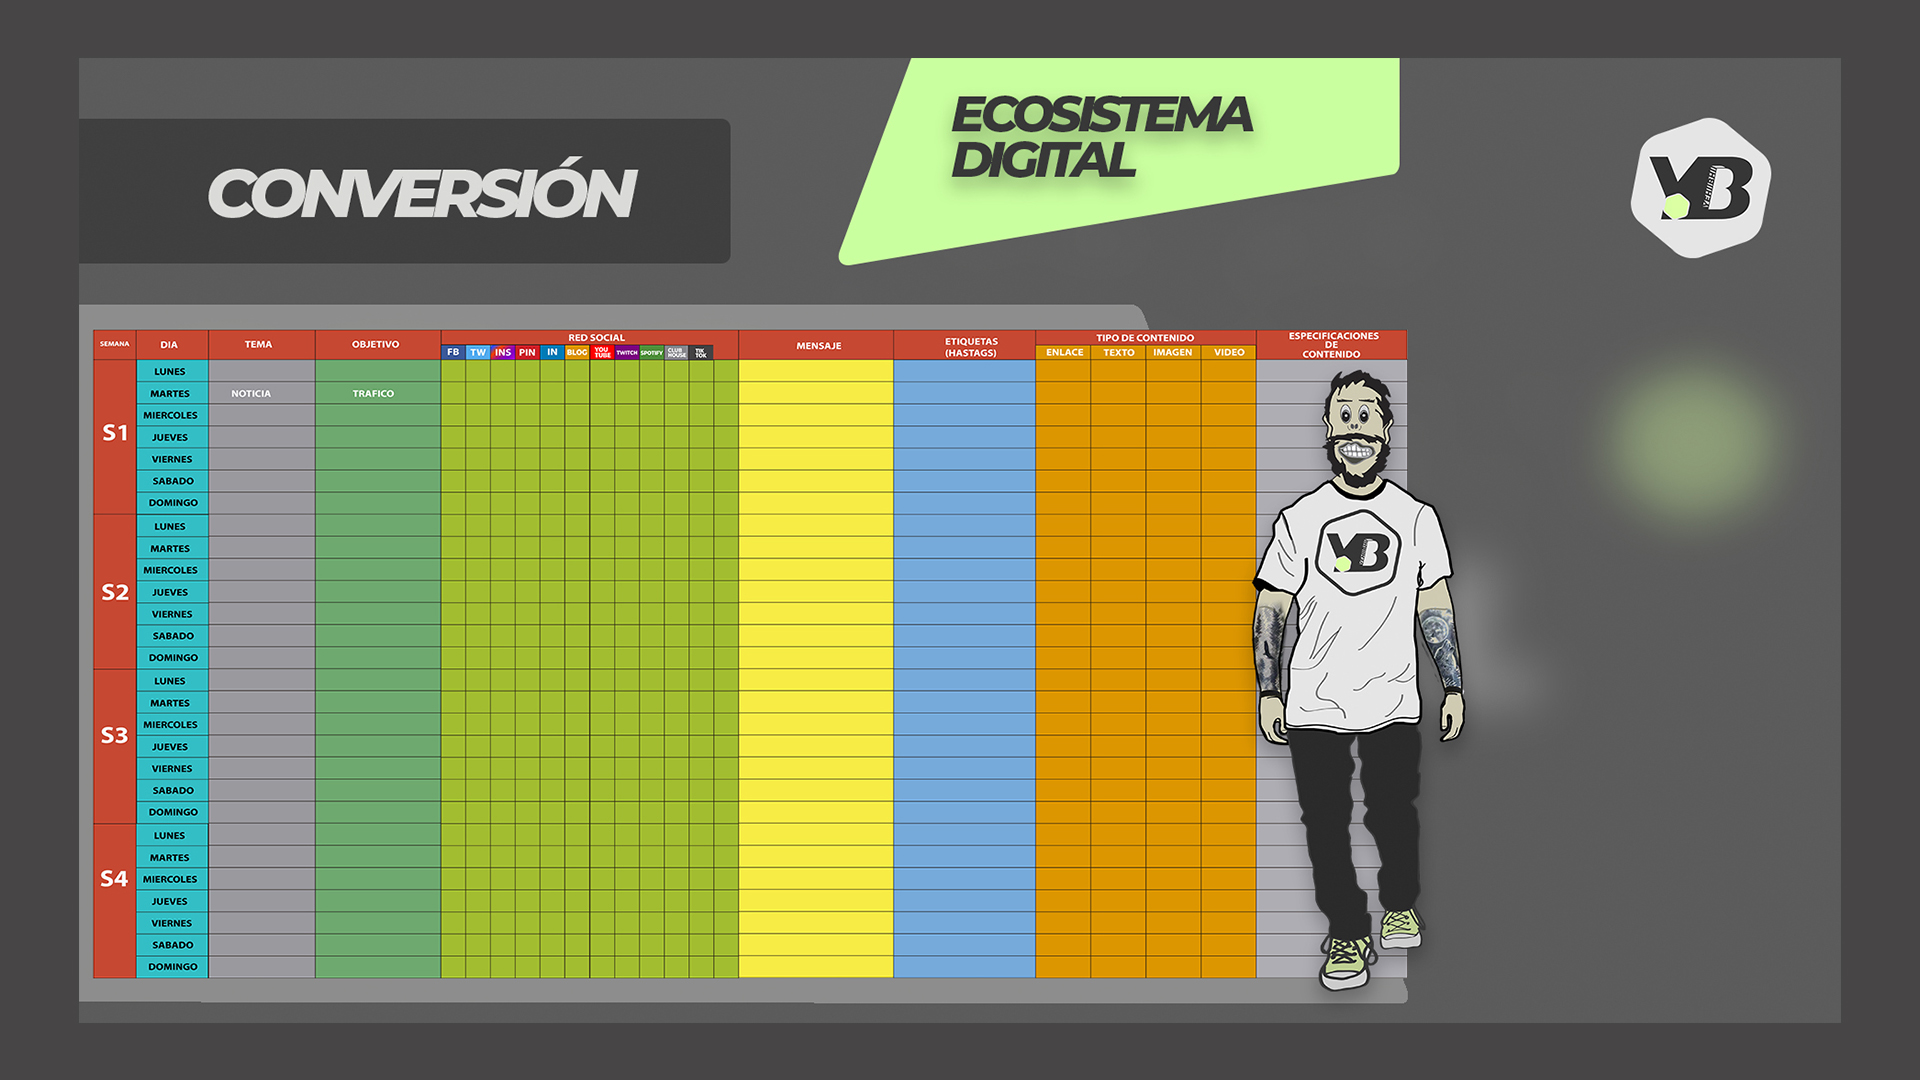 ECOSISTEMA
DIGITAL
CONVERSIÓN
YB
SEMANA DIA TEMA OBJETIVO RED SOCIAL MENSAJE ETIQUETAS (HASTAGS) TIPO DE CONTENIDO ESPECIFICACIONES DE CONTENIDO
FB TW INS PIN IN BLOG YOU TUBE TWITCH SPOTIFY CLUB HOUSE TIK TOK ENLACE TEXTO IMAGEN VIDEO
S1
LUNES
MARTES NOTICIA TRAFICO
MIERCOLES
JUEVES
VIERNES
SABADO
DOMINGO
S2
LUNES
MARTES
MIERCOLES
JUEVES
VIERNES
SABADO
DOMINGO
S3
LUNES
MARTES
MIERCOLES
JUEVES
VIERNES
SABADO
DOMINGO
S4
LUNES
MARTES
MIERCOLES
JUEVES
VIERNES
SABADO
DOMINGO
YB